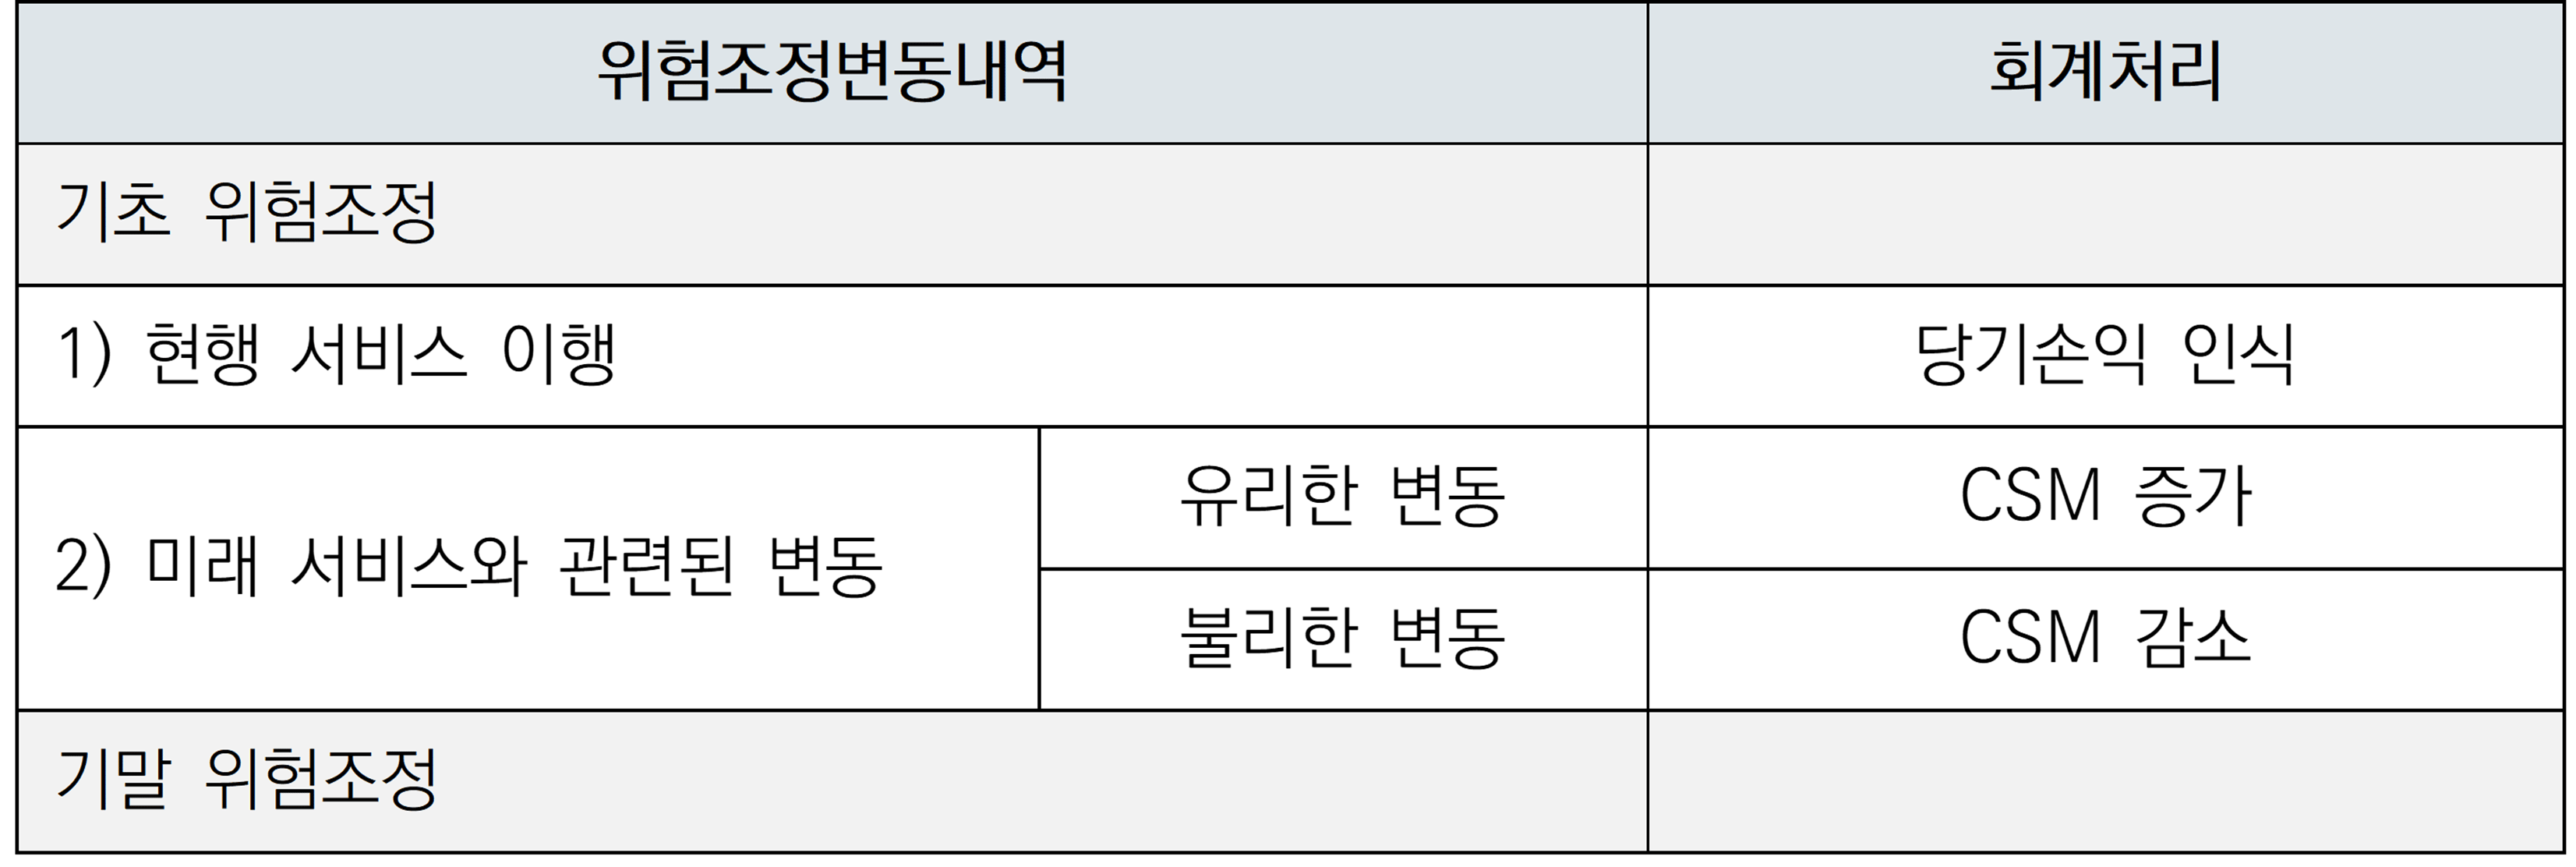 위험조정변동내역 회계처리
기초 위험조정
1) 현행 서비스 이행 당기손익 인식
2) 미래 서비스와 관련된 변동
유리한 변동 CSM 증가
불리한 변동 CSM 감소
기말 위험조정